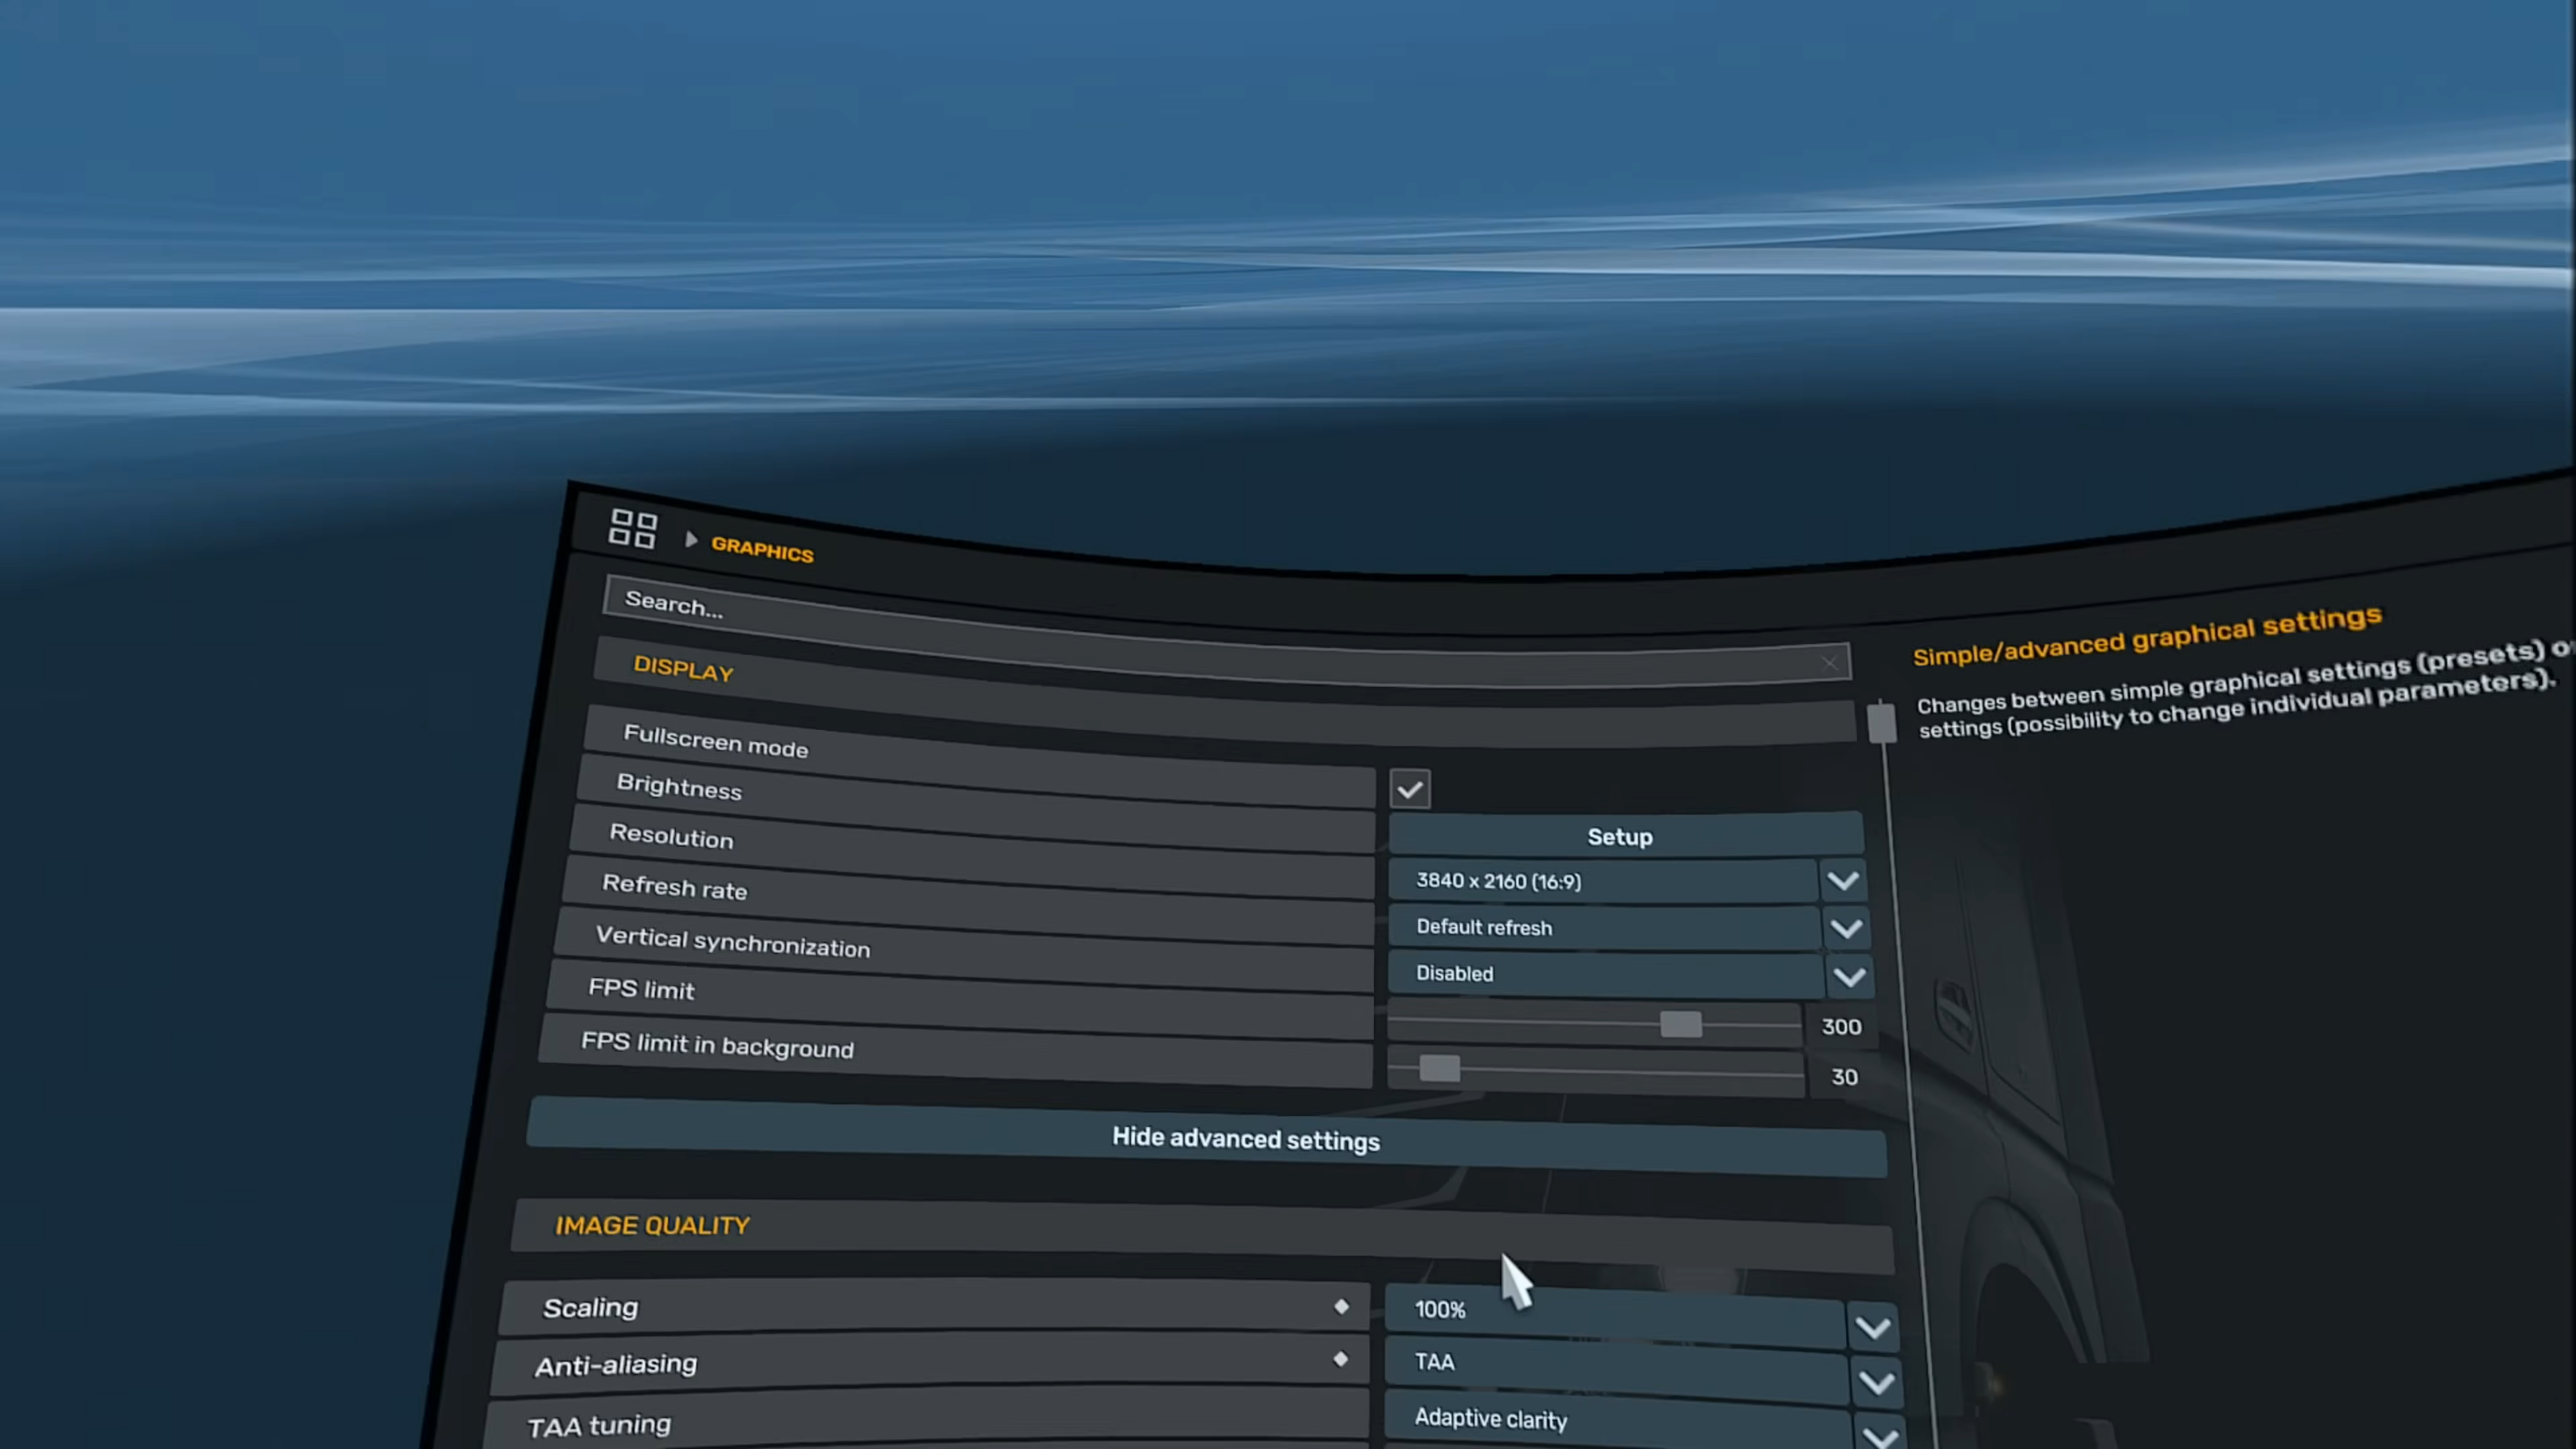 GRAPHICS
Search...
DISPLAY
Fullscreen mode
Brightness
Setup
Resolution
3840 x 2160 (16:9)
Refresh rate
Default refresh
Vertical synchronization
Disabled
FPS limit
300
FPS limit in background
30
Hide advanced settings
IMAGE QUALITY
Scaling
100%
Anti-aliasing
TAA
TAA tuning
Adaptive clarity
Simple/advanced graphical settings
Changes between simple graphical settings (presets)
settings (possibility to change individual parameters).